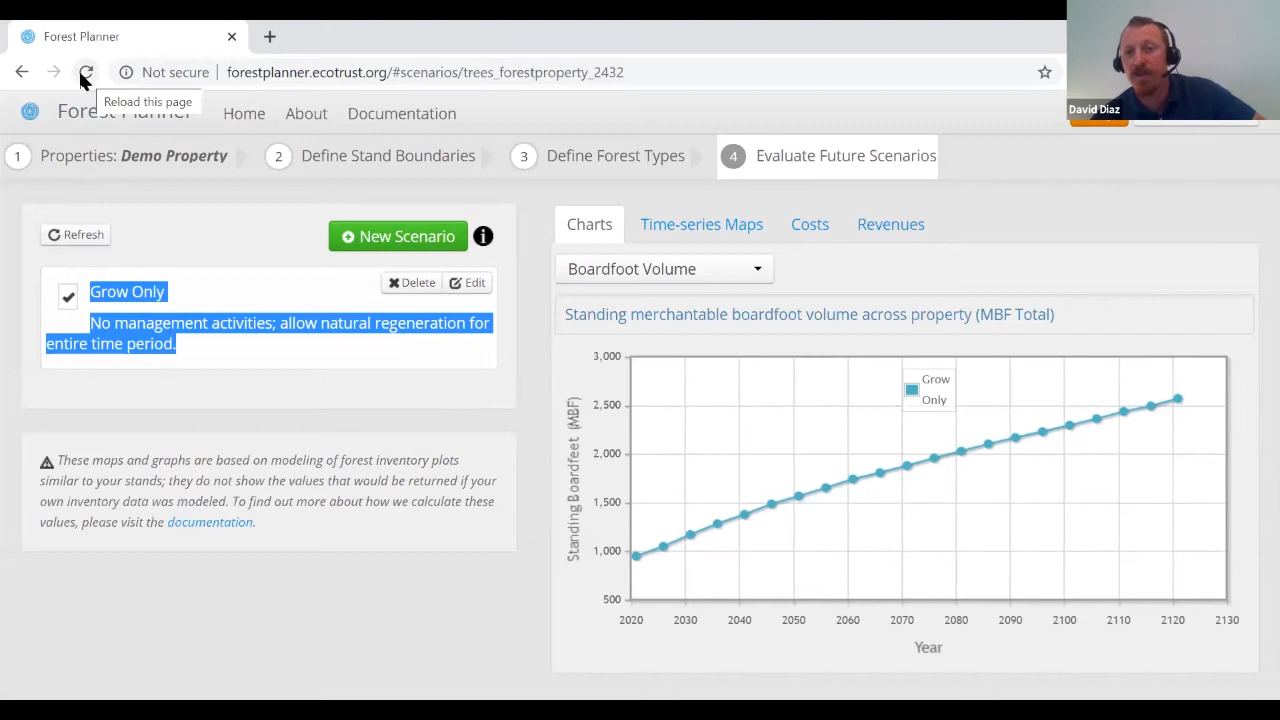 Forest Planner
Not secure
forestplanner.ecotrust.org/#scenarios/trees_forestproperty_2432
Reload this page
David Diaz
Forest Planner
Home
About
Documentation
1
Properties: Demo Property
2
Define Stand Boundaries
3
Define Forest Types
4
Evaluate Future Scenarios
Refresh
New Scenario
Grow Only
Delete
Edit
No management activities; allow natural regeneration for
entire time period.
These maps and graphs are based on modeling of forest inventory plots
similar to your stands; they do not show the values that would be returned if your
own inventory data was modeled. To find out more about how we calculate these
values, please visit the documentation.
Charts
Time-series Maps
Costs
Revenues
Boardfoot Volume
Standing merchantable boardfoot volume across property (MBF Total)
Standing Boardfeet (MBF)
3,000
2,500
2,000
1,500
1,000
500
Grow
Only
2020
2030
2040
2050
2060
2070
2080
2090
2100
2110
2120
2130
Year